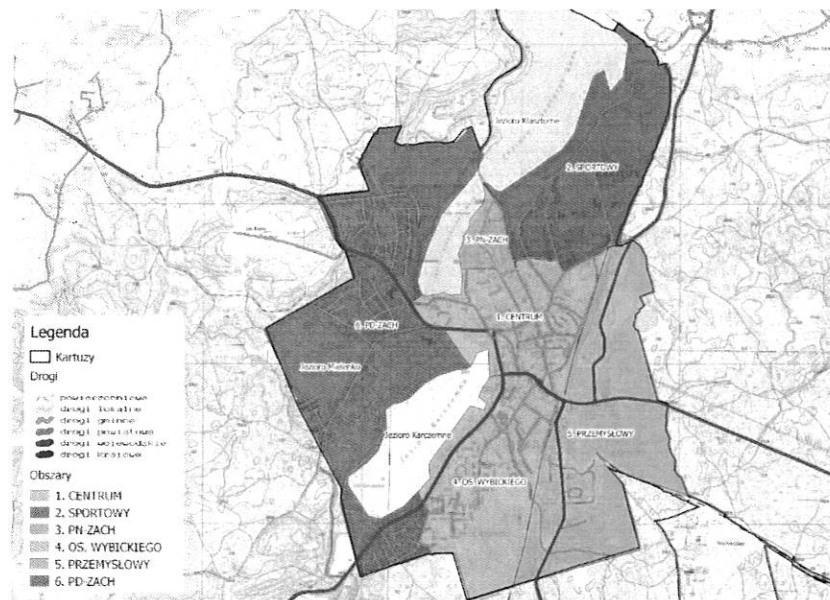 Jezioro Klasztorne
2. SPORTOWY
3. PN-ZACH
1. CENTRUM
6. PD-ZACH
Jezioro Mielenko
Jezioro Karczemne
5. PRZEMYSŁOWY
4. OS. WYBICKIEGO
Legenda
Kartuzy
Drogi
drogi lokalne
drogi gminne
drogi powiatowe
drogi wojewódzkie
drogi krajowe
Obszary
1. CENTRUM
2. SPORTOWY
3. PN-ZACH
4. OS. WYBICKIEGO
5. PRZEMYSŁOWY
6. PD-ZACH